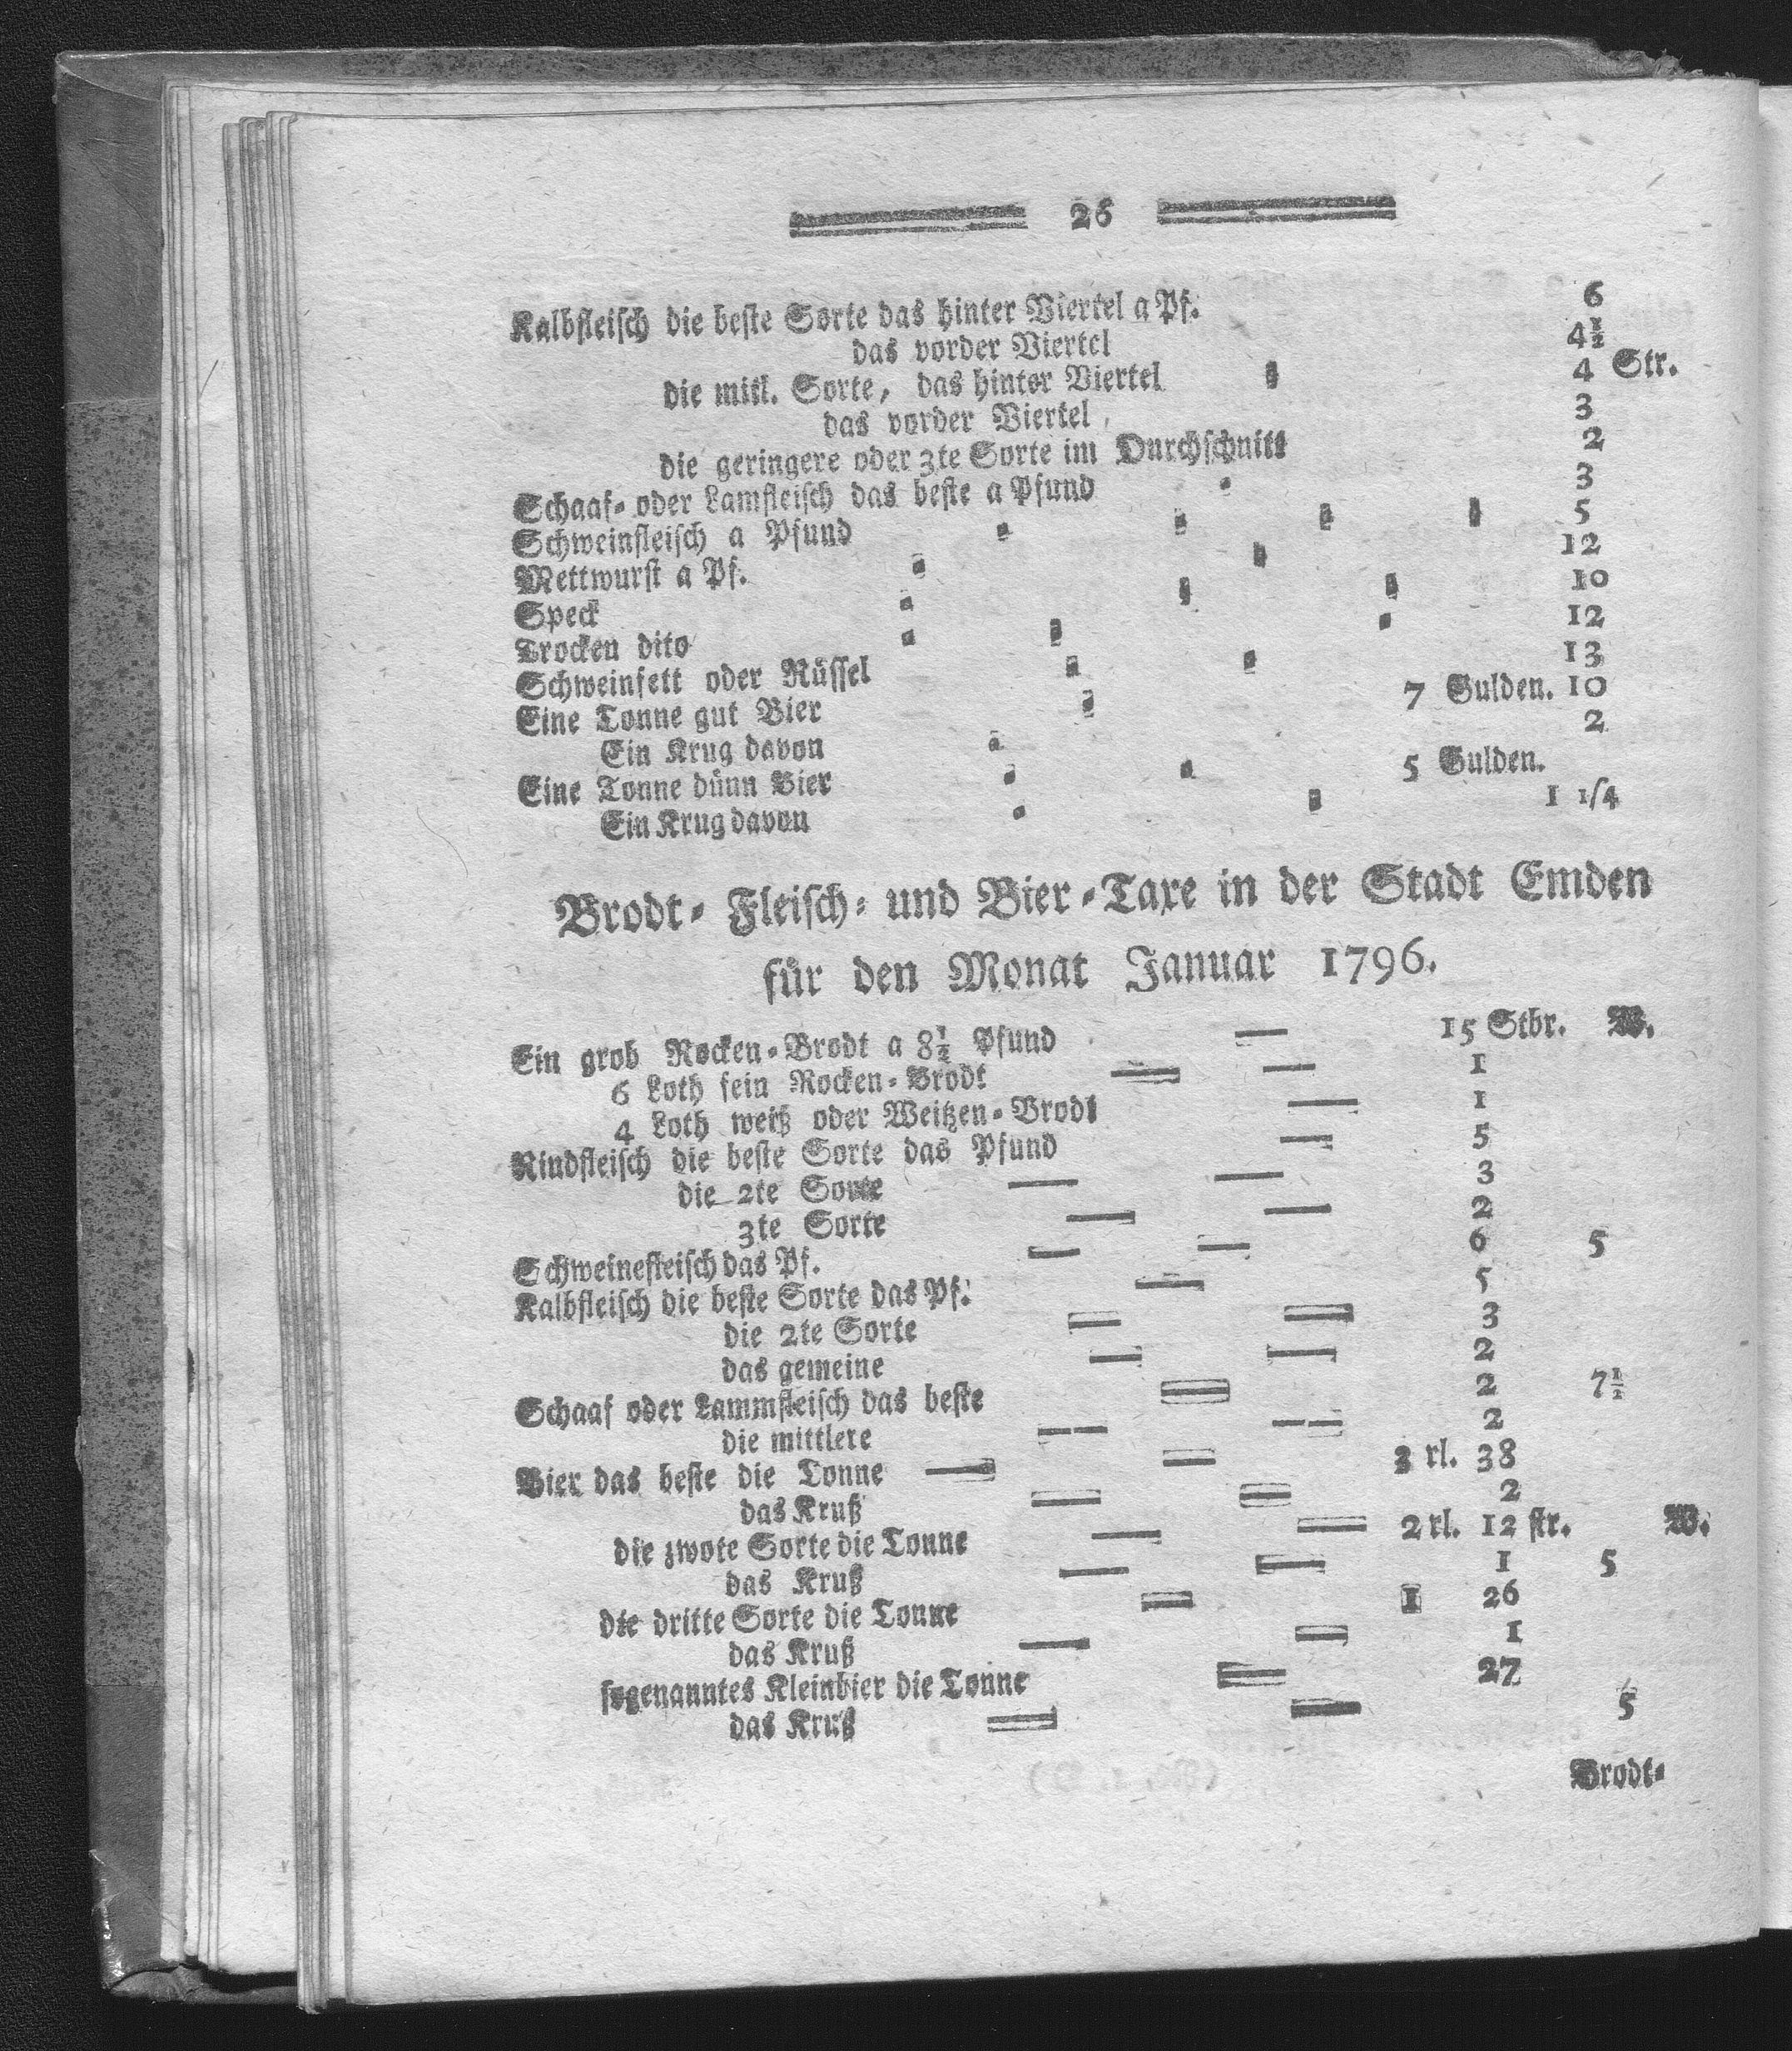 26
Kalbfleisch die beste Sorte das hinter Viertel a Pf. 6
das vorder Viertel 4½
die mitl. Sorte, das hinter Viertel 4 Str.
das vorder Viertel 3
die geringere oder 3te Sorte im Durchschnitt 2
Schaaf- oder Lamfleisch das beste a Pfund 3
Schweinfleisch a Pfund 5
Mettwurst a Pf. 12
Speck 10
Trocken dito 12
Schweinfett oder Rüssel 13
Eine Tonne gut Bier 7 Gulden. 10
Ein Krug davon 2
Eine Tonne dünn Bier 5 Gulden.
Ein Krug davon 1 1/4
Brodt- Fleisch- und Bier-Taxe in der Stadt Emden
für den Monat Januar 1796.
Ein grob Rocken-Brodt a 8½ Pfund — 15 Stbr. W.
6 Loth fein Rocken-Brodt — — 1
4 Loth weiß oder Weitzen-Brodt — 1
Rindfleisch die beste Sorte das Pfund — 5
die 2te Sorte — — 3
3te Sorte — — 2
Schweinefleisch das Pf. — — 6 5
Kalbfleisch die beste Sorte das Pf. — 5
die 2te Sorte — — 3
das gemeine — — 2
Schaaf oder Lammfleisch das beste — 2 7½
die mittlere — — 2
Bier das beste die Tonne — — 3 rl. 38
das Kruß — — 2
die zwote Sorte die Tonne — — 2 rl. 12 str. W.
das Kruß — — 1 5
die dritte Sorte die Tonne — 1 26
das Kruß — — 1
sogenanntes Kleinbier die Tonne — 27
das Kruß — — 5
Brodt-